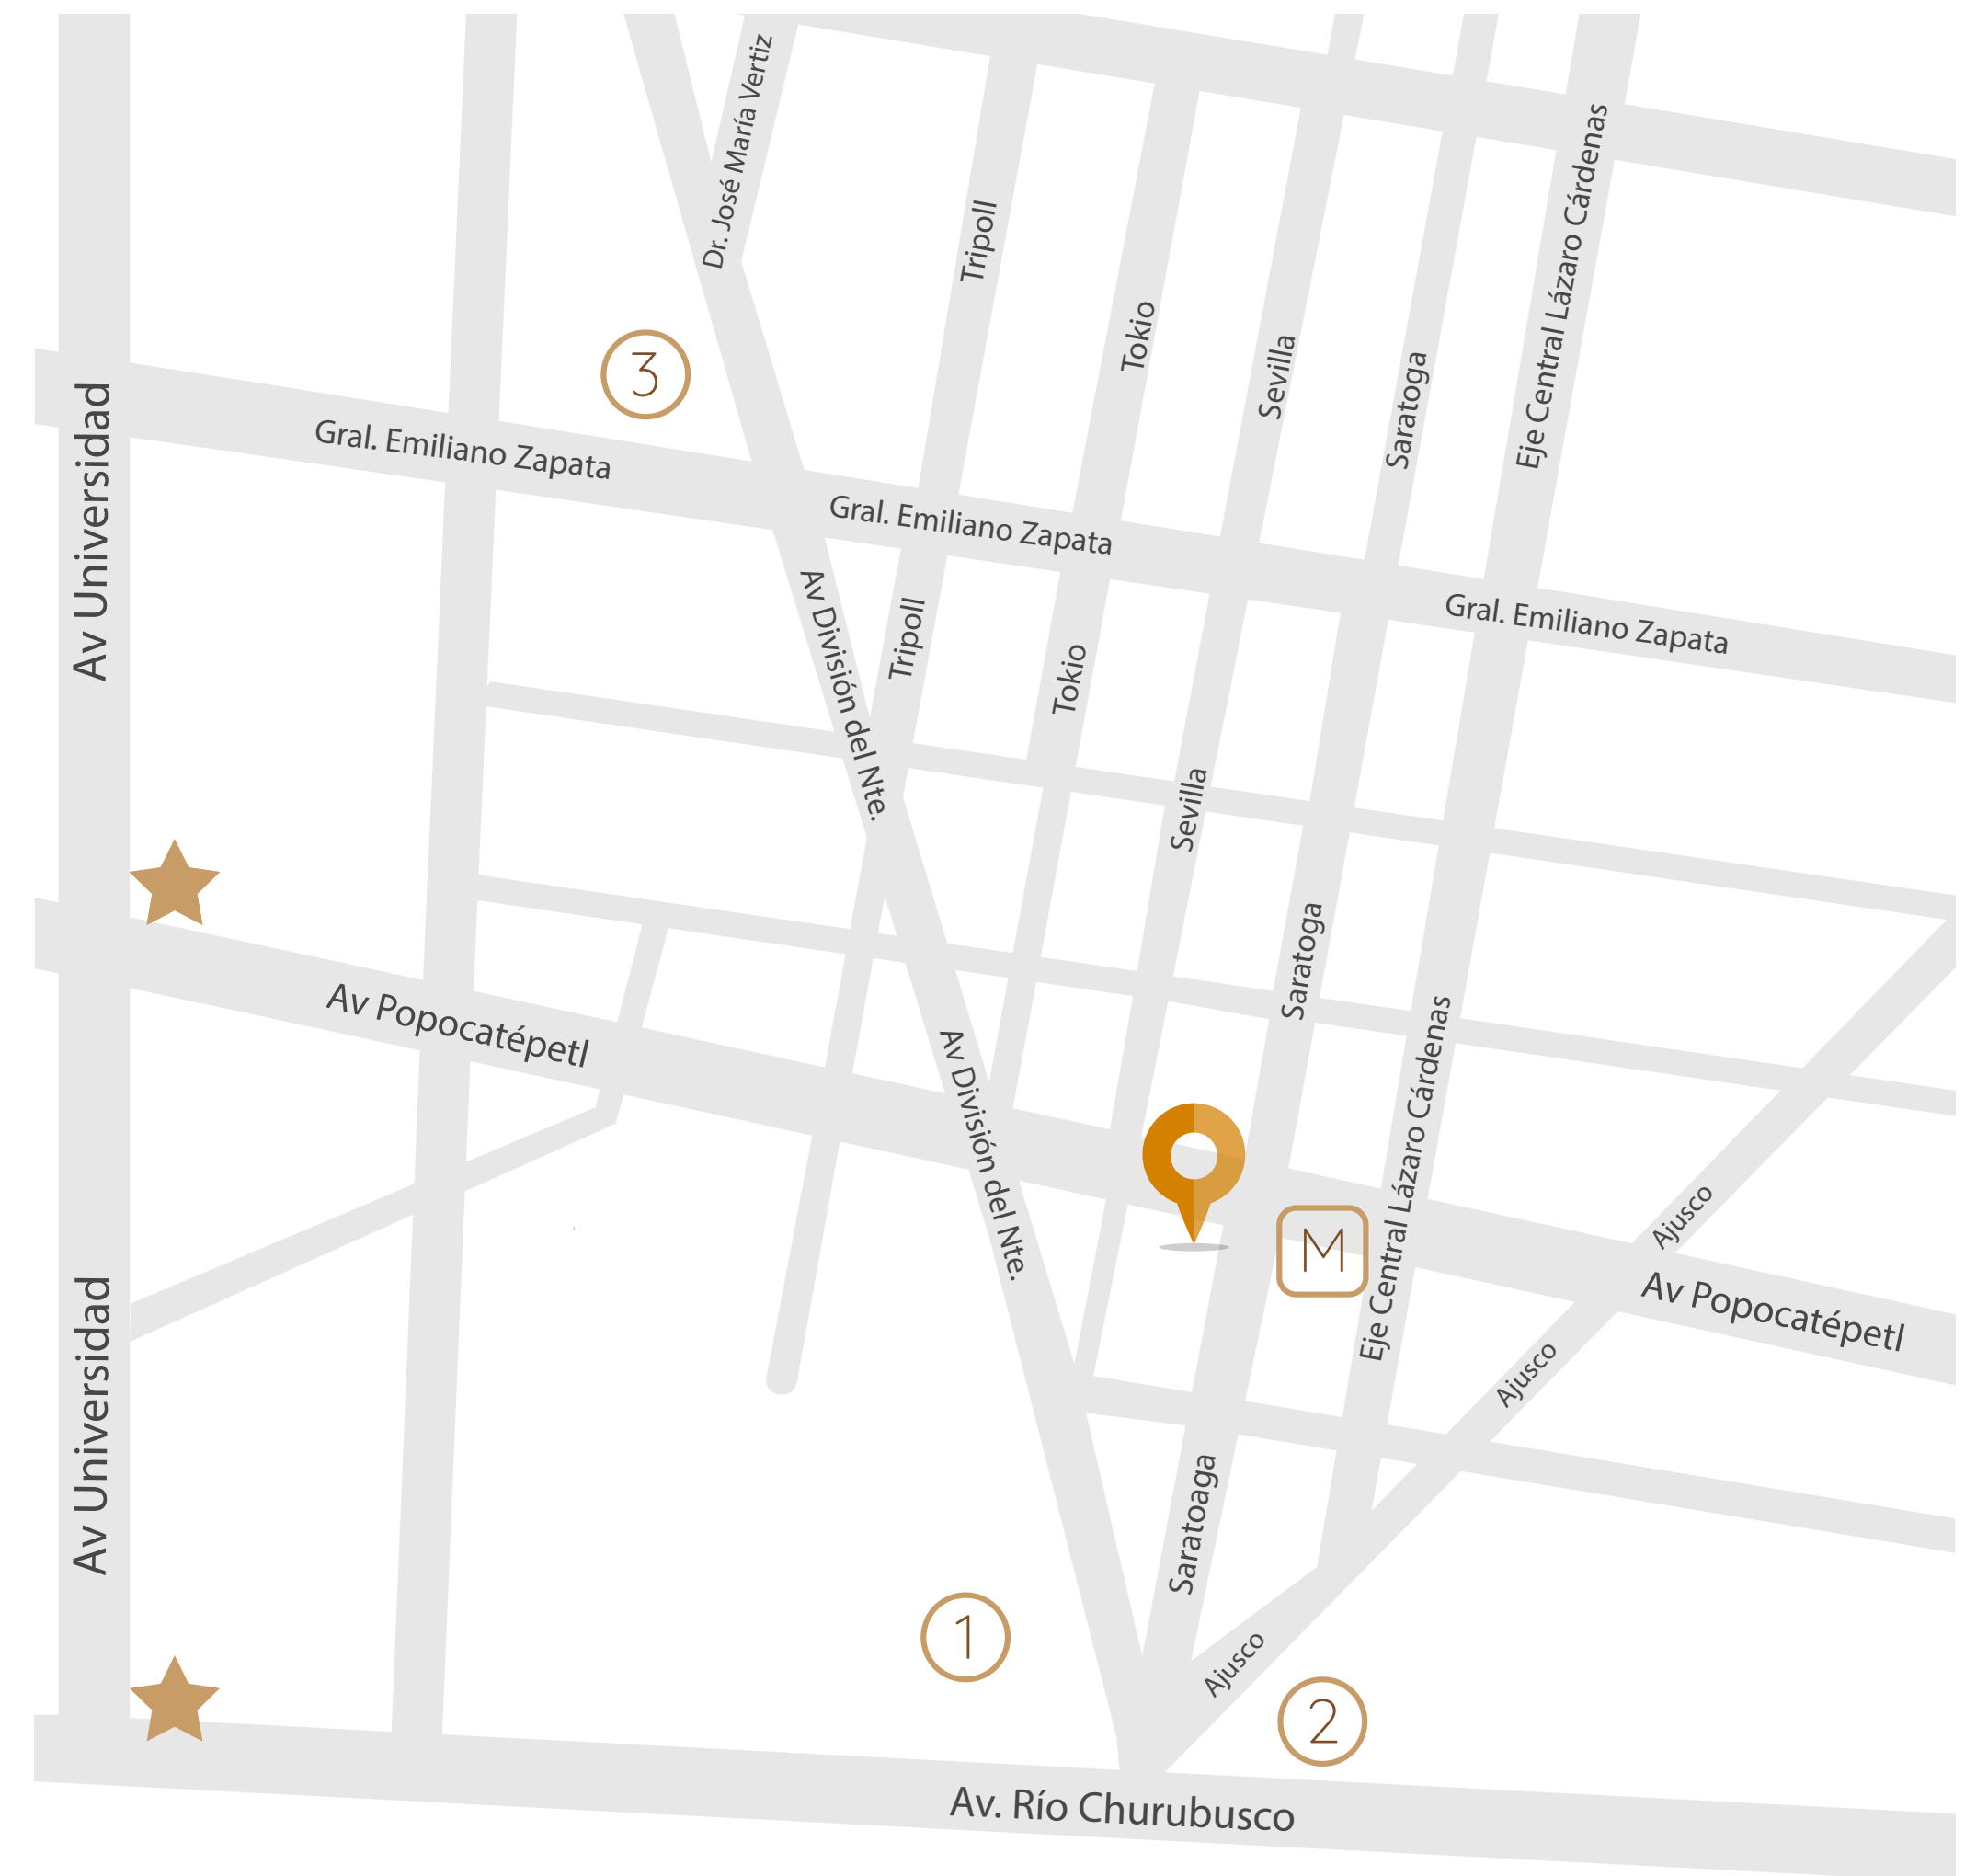 Dr. José María Vertiz
Eje Central Lázaro Cárdenas
Tripoll
Tokio
Sevilla
Saratoga
3
Av Universidad
Gral. Emiliano Zapata
Gral. Emiliano Zapata
Gral. Emiliano Zapata
Av División del Nte.
Tripoll
Tokio
Sevilla
Saratoga
Av Popocatépetl
Eje Central Lázaro Cárdenas
Av División del Nte.
M
Ajusco
Av Popocatépetl
Av Universidad
Ajusco
Saratoaga
1
Ajusco
2
Av. Río Churubusco